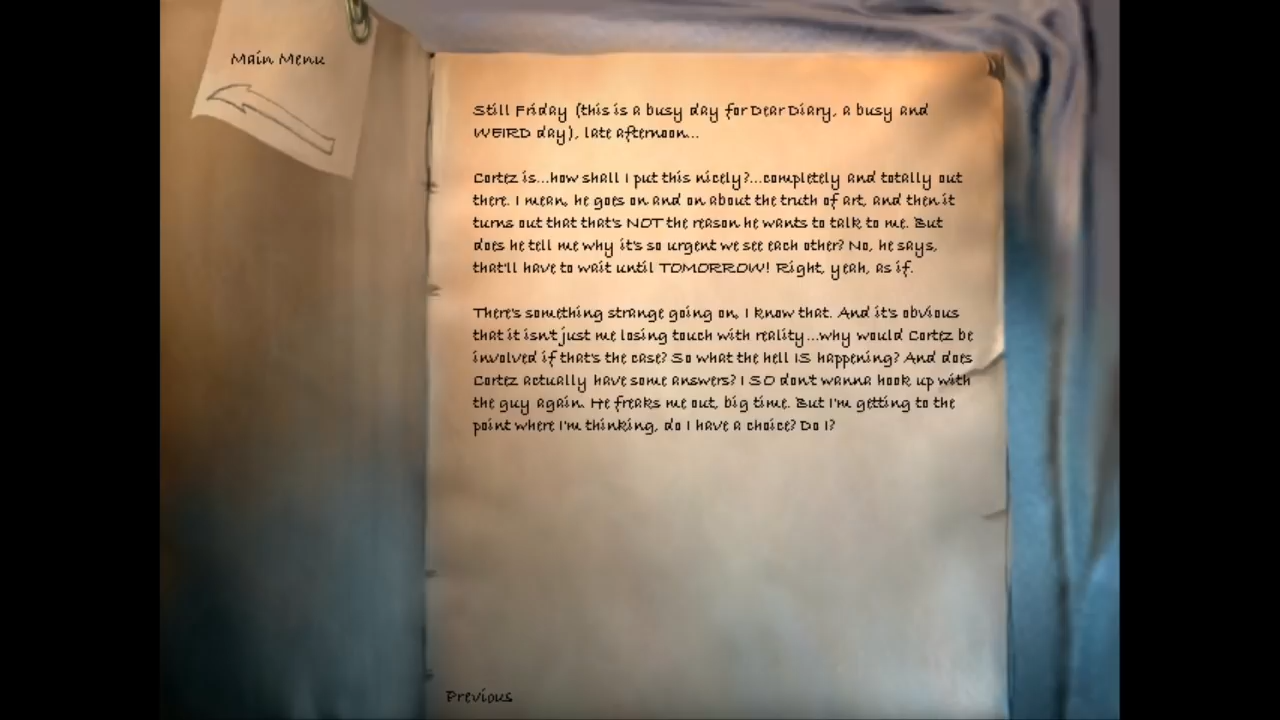 Main Menu
Still Friday (this is a busy day for Dear Diary, a busy and
WEIRD day), late afternoon...
Cortez is...how shall I put this nicely?...completely and totally out
there. I mean, he goes on and on about the truth of art, and then it
turns out that that's NOT the reason he wants to talk to me. But
does he tell me why it's so urgent we see each other? No, he says,
that'll have to wait until TOMORROW! Right, yeah, as if.
There's something strange going on, I know that. And it's obvious
that it isn't just me losing touch with reality...why would Cortez be
involved if that's the case? So what the hell IS happening? And does
Cortez actually have some answers? I SO don't wanna hook up with
the guy again. He freaks me out, big time. But I'm getting to the
point where I'm thinking, do I have a choice? Do I?
Previous